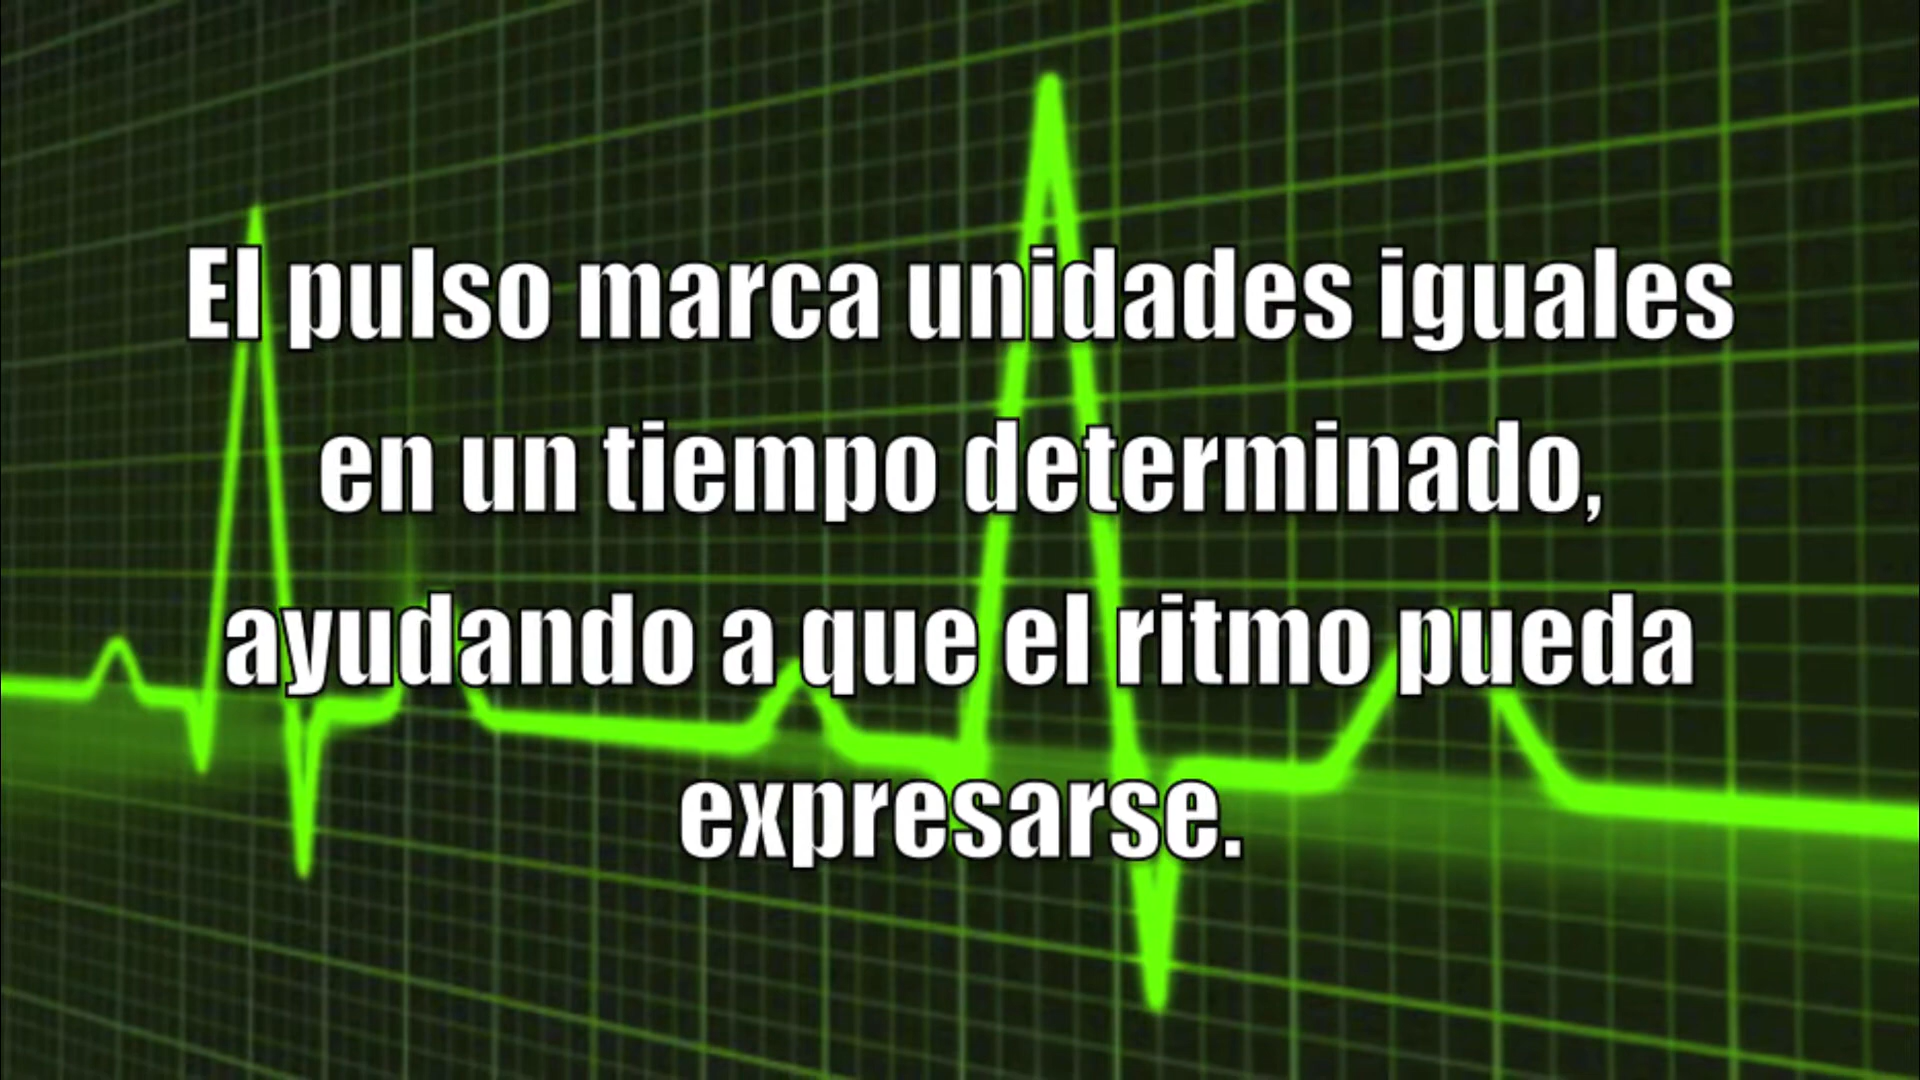 El pulso marca unidades iguales
en un tiempo determinado,
ayudando a que el ritmo pueda
expresarse.